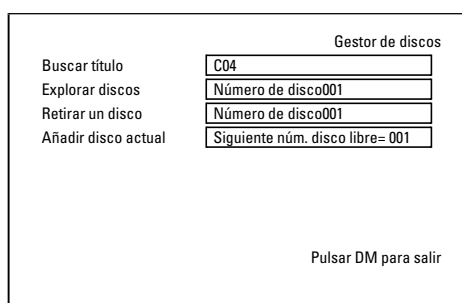 Gestor de discos
Buscar título C04
Explorar discos Número de disco001
Retirar un disco Número de disco001
Añadir disco actual Siguiente núm. disco libre= 001
Pulsar DM para salir